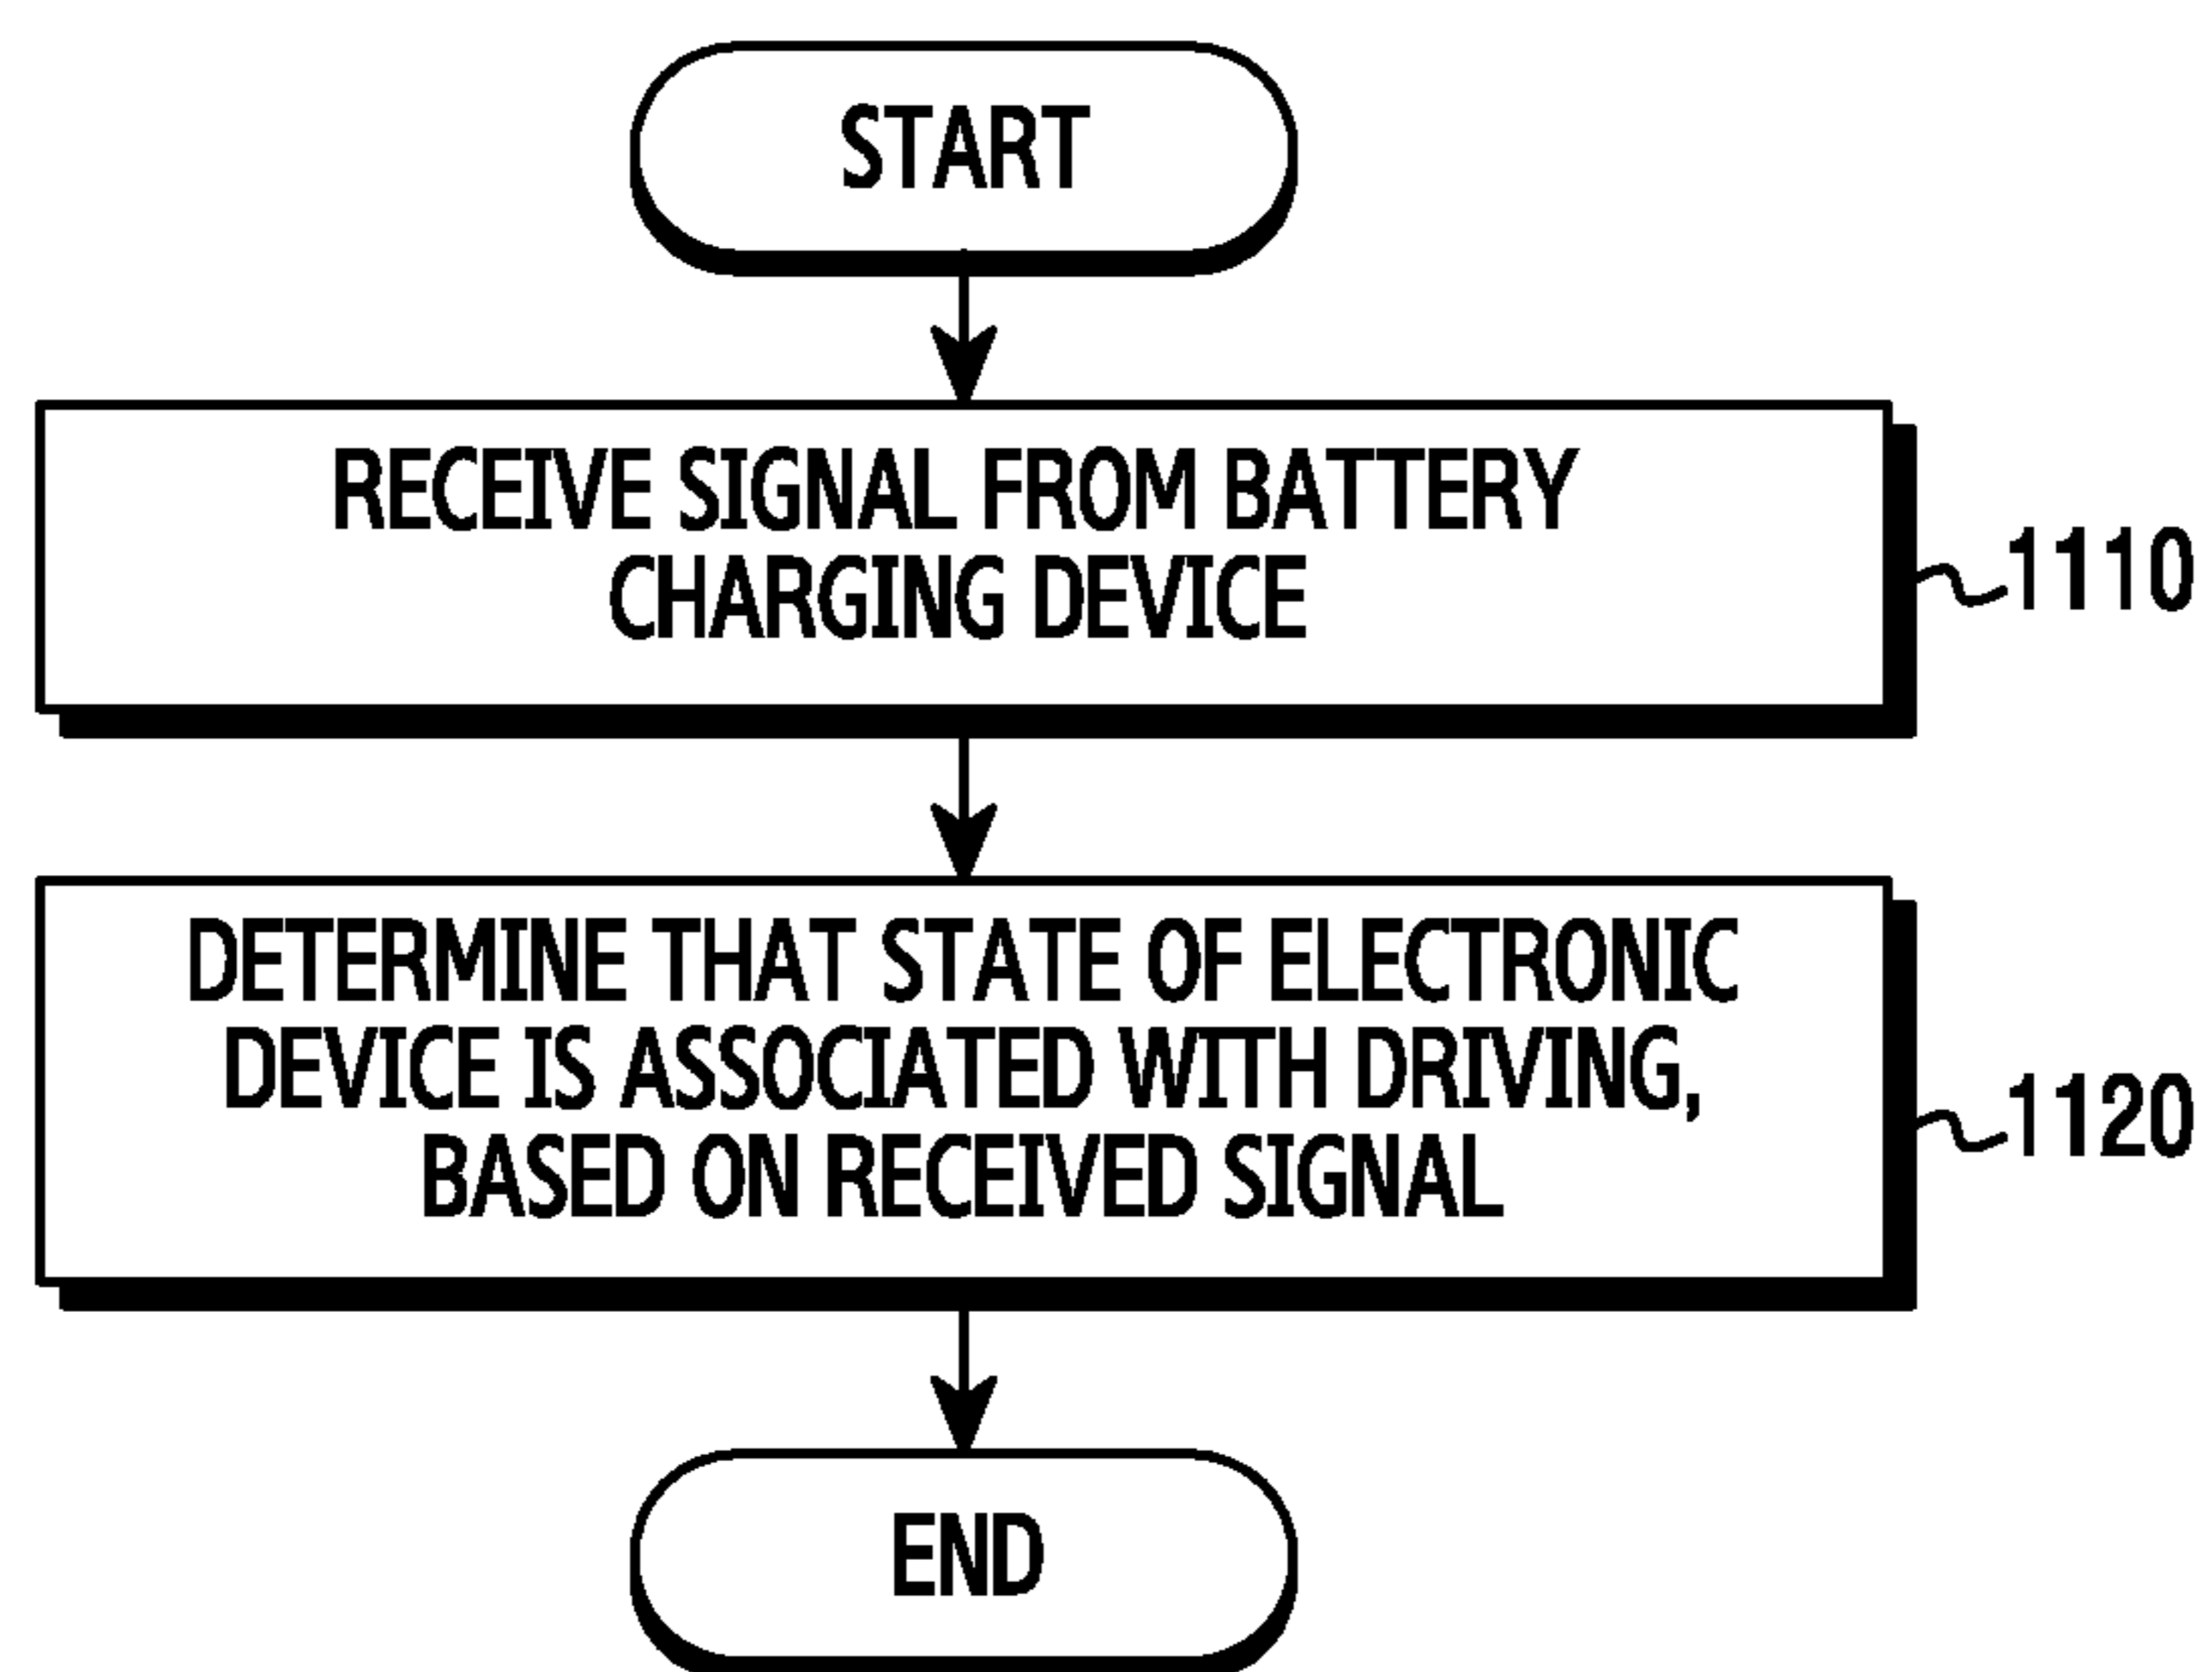 START
RECEIVE SIGNAL FROM BATTERY
CHARGING DEVICE
1110
DETERMINE THAT STATE OF ELECTRONIC
DEVICE IS ASSOCIATED WITH DRIVING,
BASED ON RECEIVED SIGNAL
1120
END